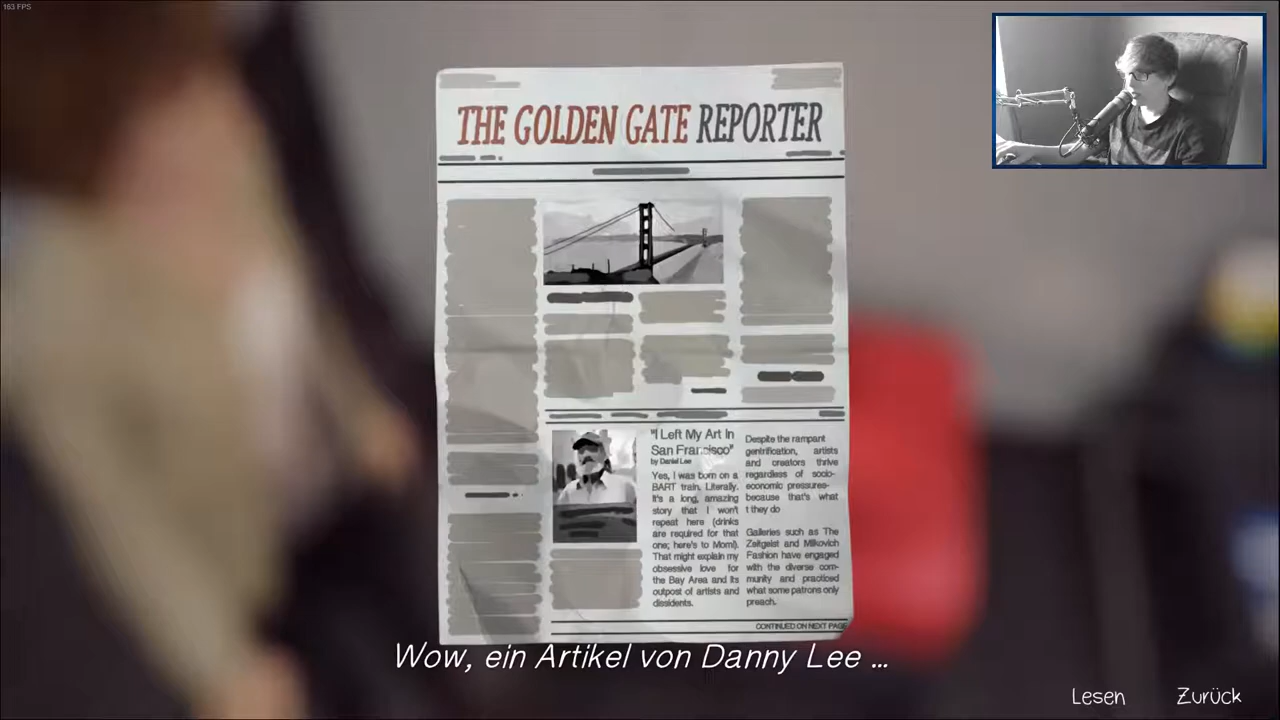 163 FPS
THE GOLDEN GATE REPORTER
"I Left My Art In
San Francisco"
by Daniel Lee
Yes, I was born on a
BART train. Literally.
It's a long, amazing
story that I won't
repeat here (drinks
are required for that
one; here's to Mom!).
That might explain my
obsessive love for
the Bay Area and its
outpost of artists and
dissidents.
Despite the rampant
gentrification, artists
and creators thrive
regardless of socio-
economic pressures-
because that's what
t they do
Galleries such as The
Zeitgeist and Milkovich
Fashion have engaged
with the diverse com-
munity and practiced
what some patrons only
preach.
CONTINUED ON NEXT PAGE
Wow, ein Artikel von Danny Lee ...
Lesen
Zurück